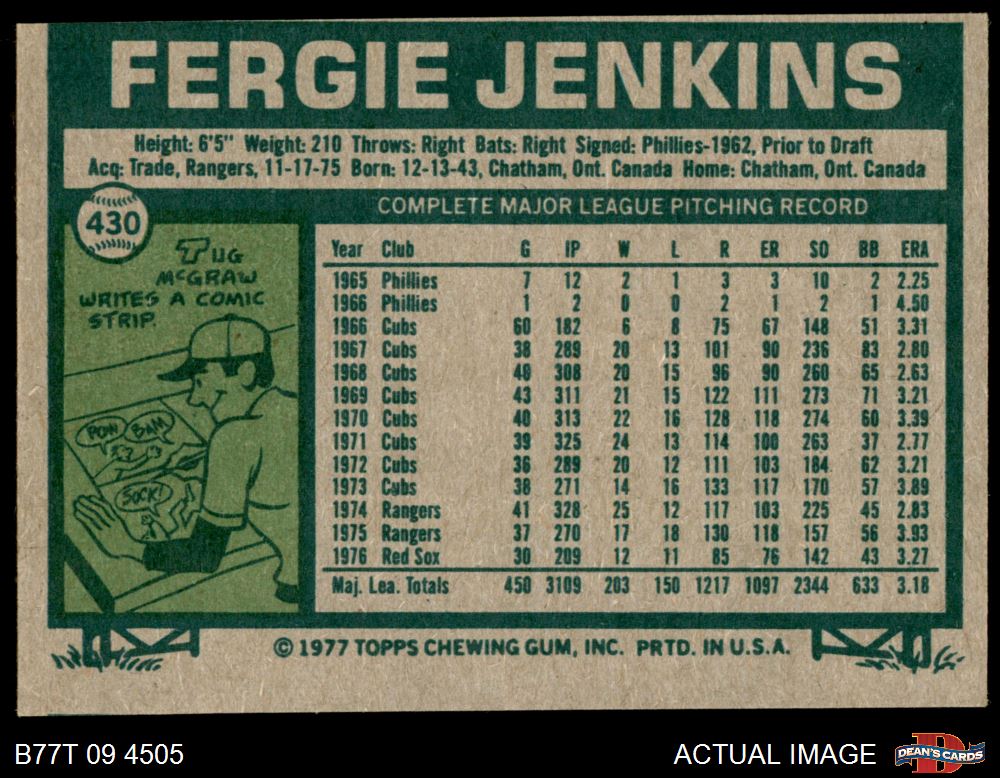 FERGIE JENKINS
Height: 6'5" Weight: 210 Throws: Right Bats: Right Signed: Phillies-1962, Prior to Draft
Acq: Trade, Rangers, 11-17-75 Born: 12-13-43, Chatham, Ont. Canada Home: Chatham, Ont. Canada
430
TUG
McGRAW
WRITES A COMIC
STRIP.
POW BAM
SOCK!
COMPLETE MAJOR LEAGUE PITCHING RECORD
Year Club G IP W L R ER SO BB ERA
1965 Phillies 7 12 2 1 3 3 10 2 2.25
1966 Phillies 1 2 0 0 2 1 2 1 4.50
1966 Cubs 60 182 6 8 75 67 148 51 3.31
1967 Cubs 38 289 20 13 101 90 236 83 2.80
1968 Cubs 40 308 20 15 96 90 260 65 2.63
1969 Cubs 43 311 21 15 122 111 273 71 3.21
1970 Cubs 40 313 22 16 128 118 274 60 3.39
1971 Cubs 39 325 24 13 114 100 263 37 2.77
1972 Cubs 36 289 20 12 111 103 184 62 3.21
1973 Cubs 38 271 14 16 133 117 170 57 3.89
1974 Rangers 41 328 25 12 117 103 225 45 2.83
1975 Rangers 37 270 17 18 130 118 157 56 3.93
1976 Red Sox 30 209 12 11 85 76 142 43 3.27
Maj. Lea. Totals 450 3109 203 150 1217 1097 2344 633 3.18
© 1977 TOPPS CHEWING GUM, INC. PRTD. IN U.S.A.
B77T 09 4505
ACTUAL IMAGE
DEAN'S CARDS